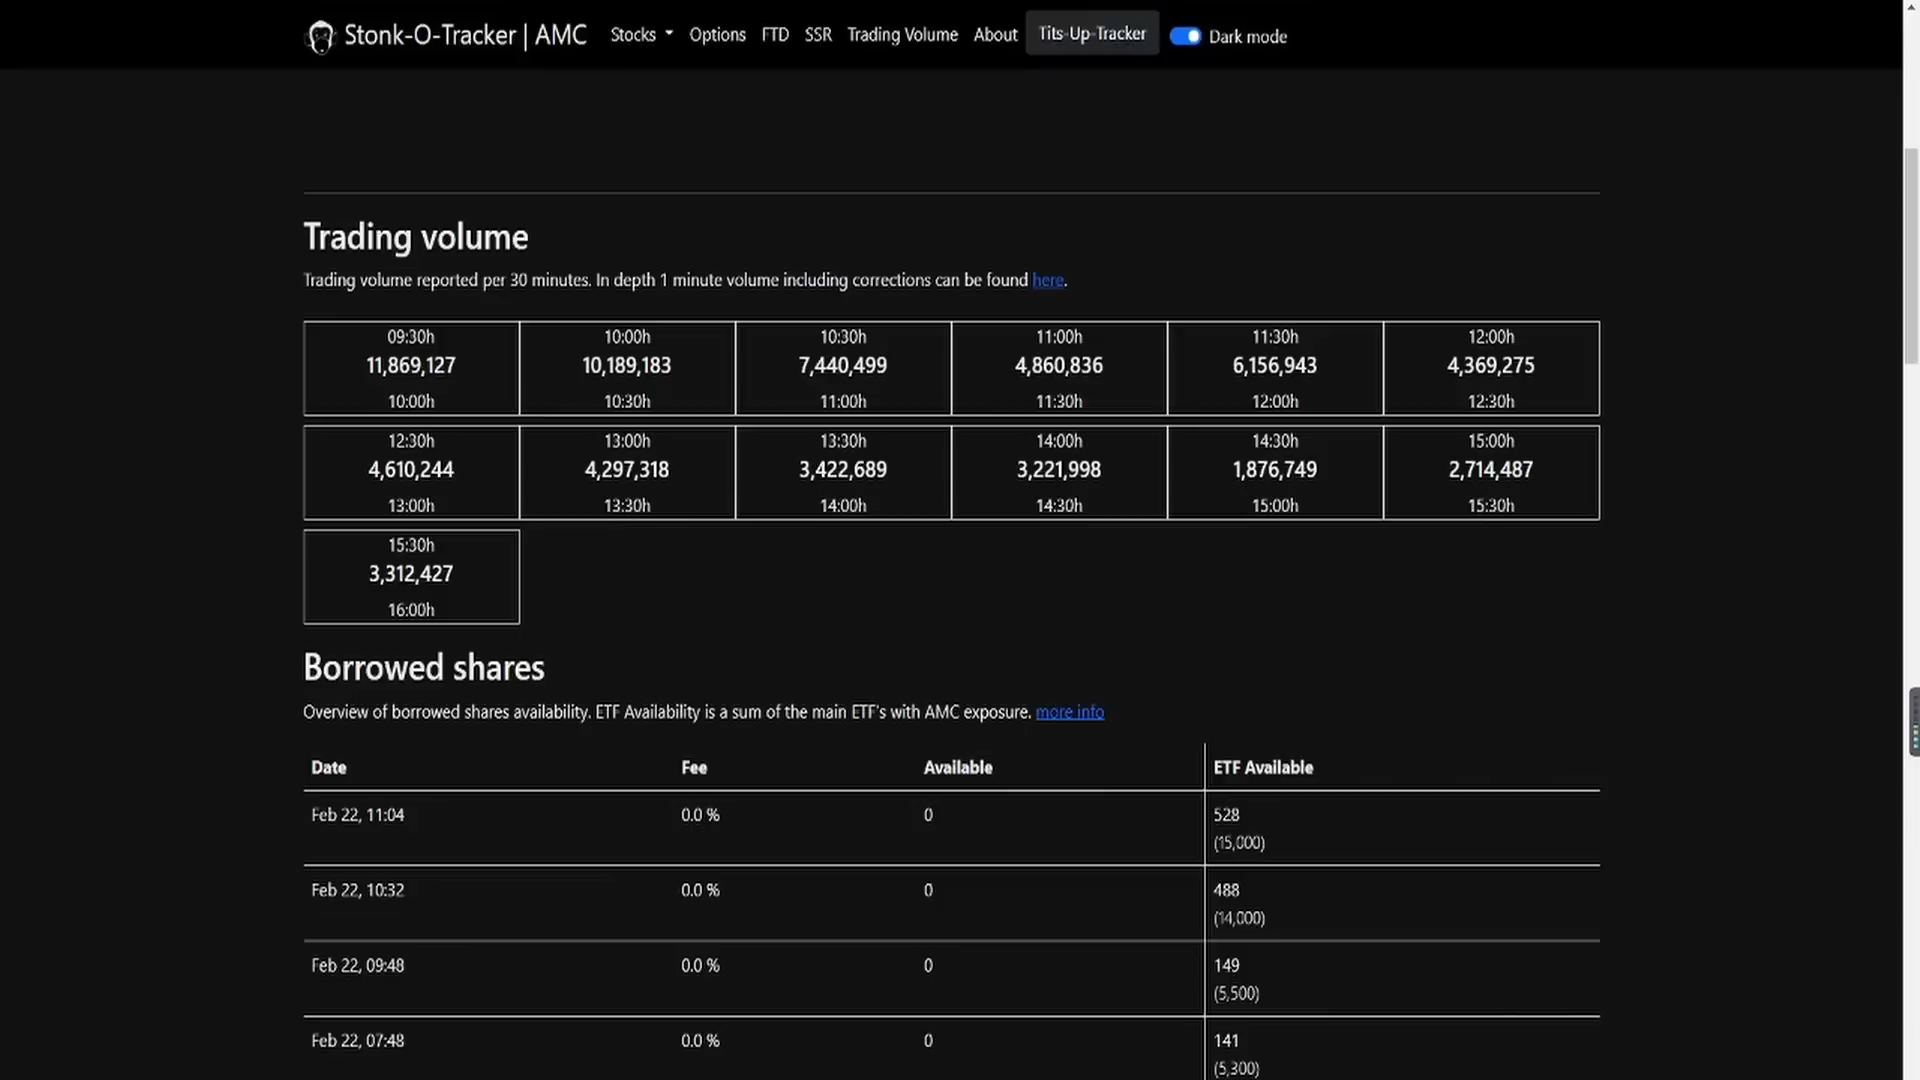 Stonk-O-Tracker | AMC Stocks Options FTD SSR Trading Volume About Tits-Up-Tracker Dark mode
Trading volume
Trading volume reported per 30 minutes. In depth 1 minute volume including corrections can be found here.
09:30h 10:00h 10:30h 11:00h 11:30h 12:00h
11,869,127 10,189,183 7,440,499 4,860,836 6,156,943 4,369,275
10:00h 10:30h 11:00h 11:30h 12:00h 12:30h
12:30h 13:00h 13:30h 14:00h 14:30h 15:00h
4,610,244 4,297,318 3,422,689 3,221,998 1,876,749 2,714,487
13:00h 13:30h 14:00h 14:30h 15:00h 15:30h
15:30h
3,312,427
16:00h
Borrowed shares
Overview of borrowed shares availability. ETF Availability is a sum of the main ETF's with AMC exposure. more info
Date Fee Available ETF Available
Feb 22, 11:04 0.0 % 0 528
(15,000)
Feb 22, 10:32 0.0 % 0 488
(14,000)
Feb 22, 09:48 0.0 % 0 149
(5,500)
Feb 22, 07:48 0.0 % 0 141
(5,300)